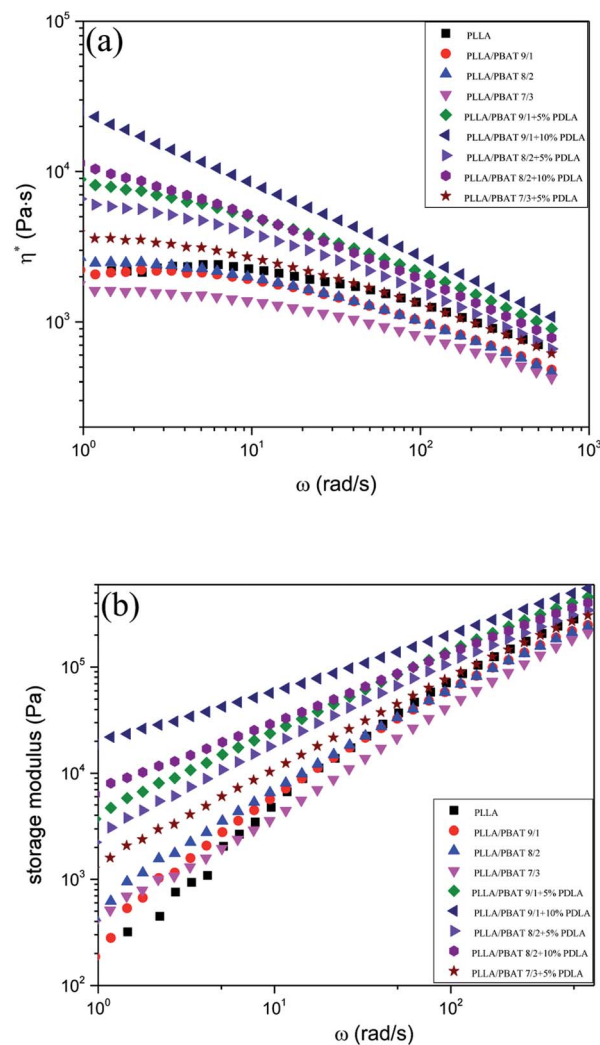 (a)
10^5
10^4
10^3
η* (Pa·s)
PLLA
PLLA/PBAT 9/1
PLLA/PBAT 8/2
PLLA/PBAT 7/3
PLLA/PBAT 9/1+5% PDLA
PLLA/PBAT 9/1+10% PDLA
PLLA/PBAT 8/2+5% PDLA
PLLA/PBAT 8/2+10% PDLA
PLLA/PBAT 7/3+5% PDLA
10^0 10^1 10^2 10^3
ω (rad/s)
(b)
10^5
10^4
10^3
10^2
storage modulus (Pa)
PLLA
PLLA/PBAT 9/1
PLLA/PBAT 8/2
PLLA/PBAT 7/3
PLLA/PBAT 9/1+5% PDLA
PLLA/PBAT 9/1+10% PDLA
PLLA/PBAT 8/2+5% PDLA
PLLA/PBAT 8/2+10% PDLA
PLLA/PBAT 7/3+5% PDLA
10^0 10^1 10^2
ω (rad/s)